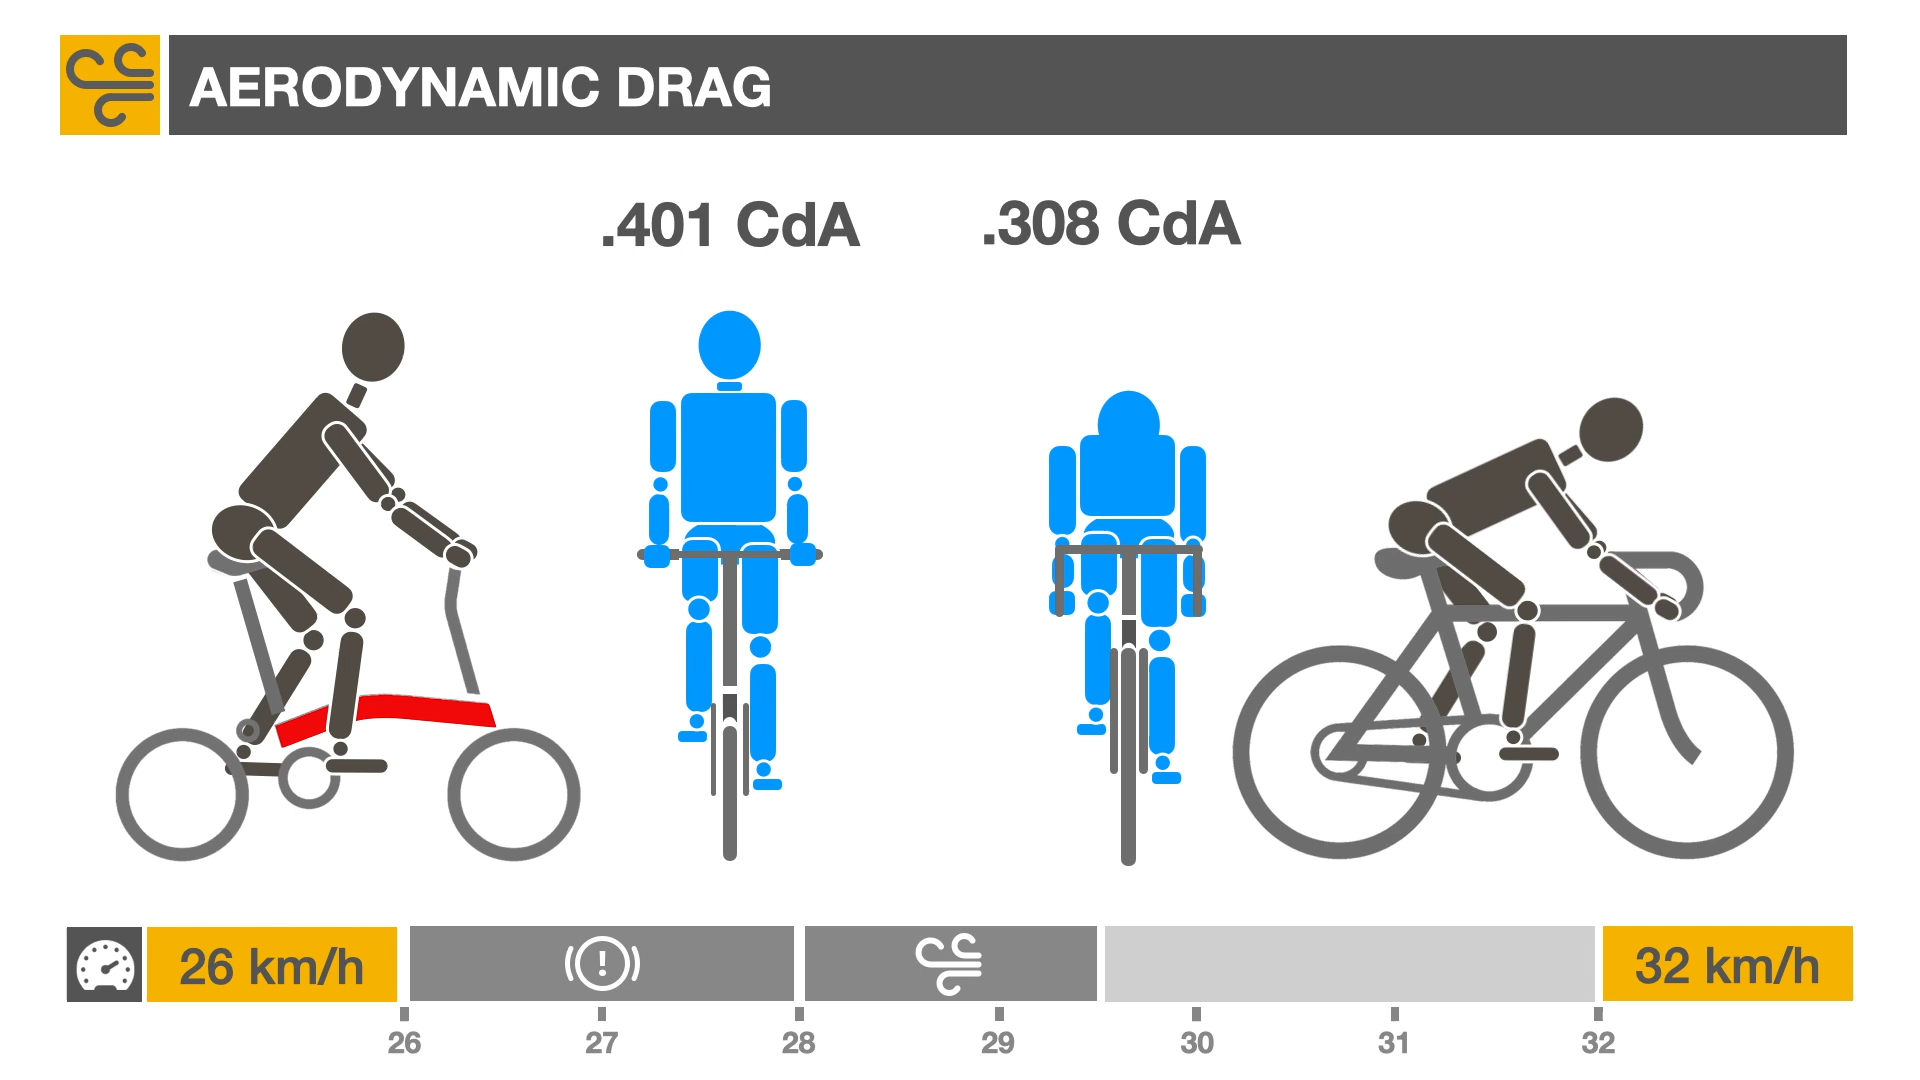 AERODYNAMIC DRAG
.401 CdA
.308 CdA
26 km/h
!
32 km/h
26
27
28
29
30
31
32